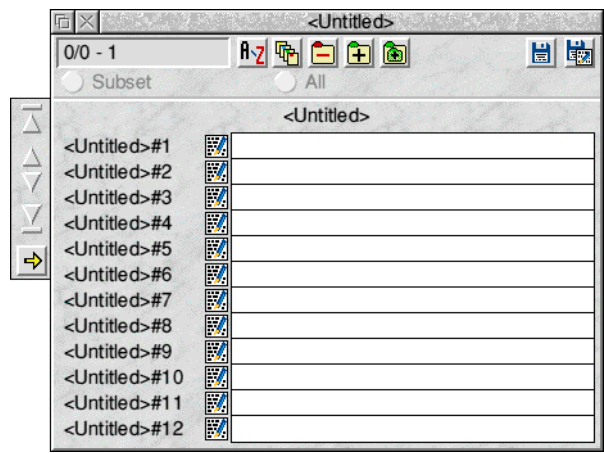 <Untitled>
0/0 - 1
A Z
Subset All
<Untitled>
<Untitled>#1
<Untitled>#2
<Untitled>#3
<Untitled>#4
<Untitled>#5
<Untitled>#6
<Untitled>#7
<Untitled>#8
<Untitled>#9
<Untitled>#10
<Untitled>#11
<Untitled>#12